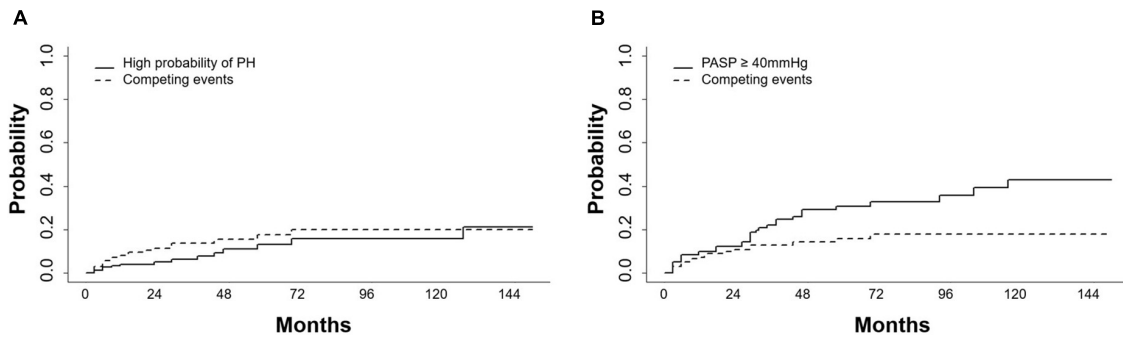 A
High probability of PH
Competing events
Probability
1.0
0.8
0.6
0.4
0.2
0.0
0 24 48 72 96 120 144
Months
B
PASP ≥ 40mmHg
Competing events
Probability
1.0
0.8
0.6
0.4
0.2
0.0
0 24 48 72 96 120 144
Months